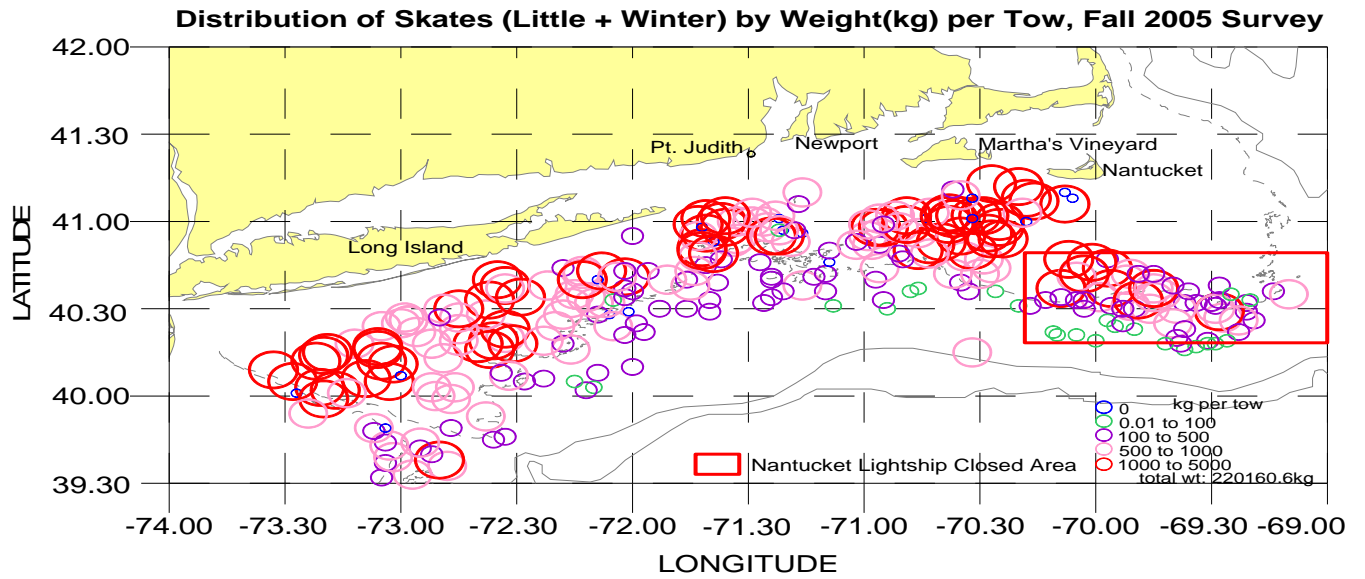 Distribution of Skates (Little + Winter) by Weight(kg) per Tow, Fall 2005 Survey
42.00
41.30
41.00
40.30
40.00
39.30
LATITUDE
Pt. Judith
Newport
Martha's Vineyard
Nantucket
Long Island
kg per tow
0
0.01 to 100
100 to 500
500 to 1000
1000 to 5000
total wt: 220160.6kg
Nantucket Lightship Closed Area
-74.00 -73.30 -73.00 -72.30 -72.00 -71.30 -71.00 -70.30 -70.00 -69.30 -69.00
LONGITUDE